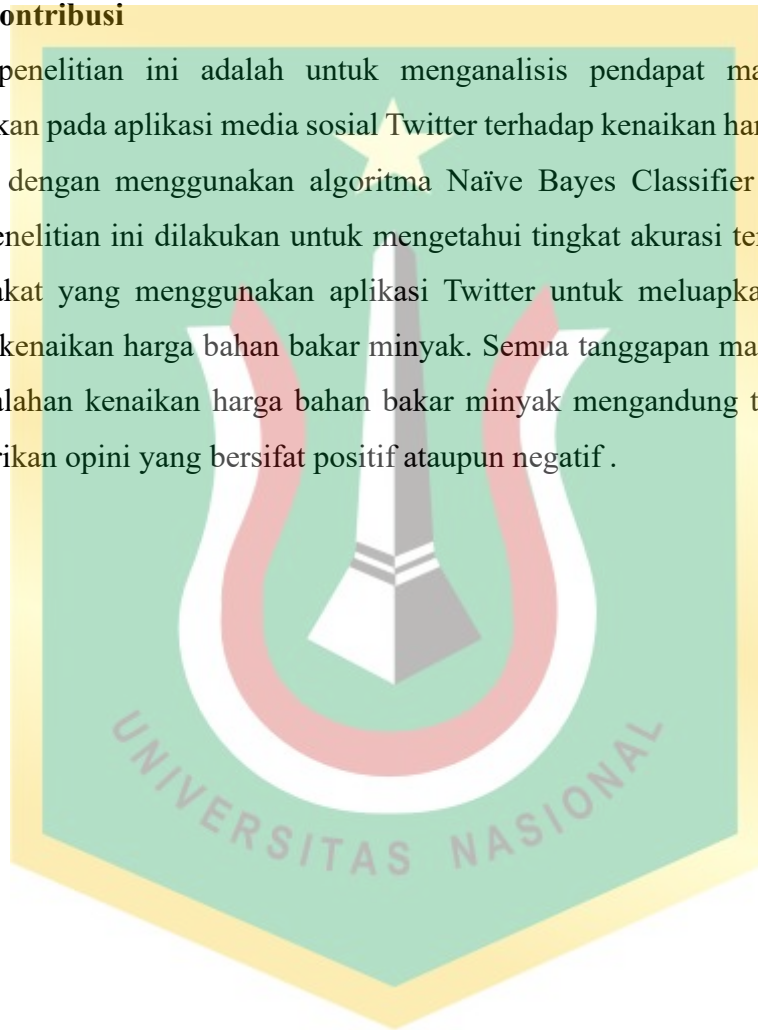 ontribusi
penelitian ini adalah untuk menganalisis pendapat ma
kan pada aplikasi media sosial Twitter terhadap kenaikan har
dengan menggunakan algoritma Naïve Bayes Classifier
enelitian ini dilakukan untuk mengetahui tingkat akurasi ter
akat yang menggunakan aplikasi Twitter untuk meluapka
kenaikan harga bahan bakar minyak. Semua tanggapan ma
alahan kenaikan harga bahan bakar minyak mengandung t
rikan opini yang bersifat positif ataupun negatif .
UNIVERSITAS NASIONAL